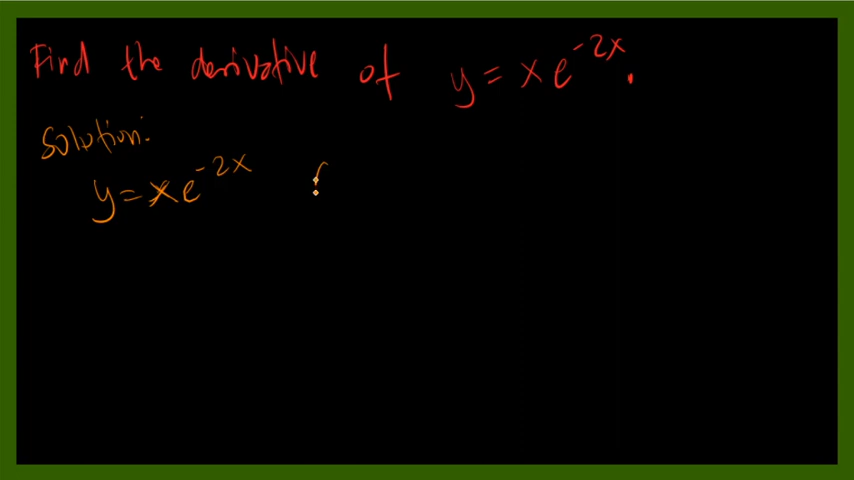 Find the derivative of y = xe⁻²ˣ.
Solution:
y = xe⁻²ˣ